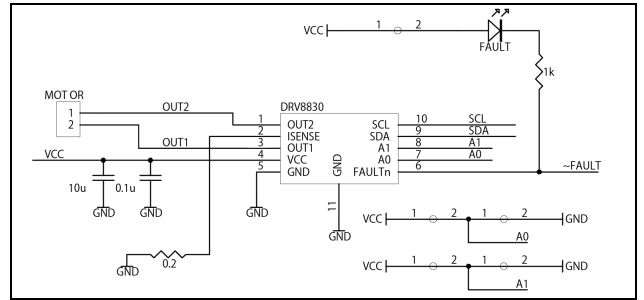 VCC 1 2
FAULT
1k
MOT OR
1
2
OUT2
OUT1
VCC
10u 0.1u
GND GND
DRV8830
1 OUT2
2 ISENSE
3 OUT1
4 VCC
5 GND
GND
11
SCL 10 SCL
SDA 9 SDA
A1 8 A1
A0 7 A0
FAULTn 6
~FAULT
GND
GND
GND 0.2
VCC 1 2 1 2 GND
A0
VCC 1 2 1 2 GND
A1